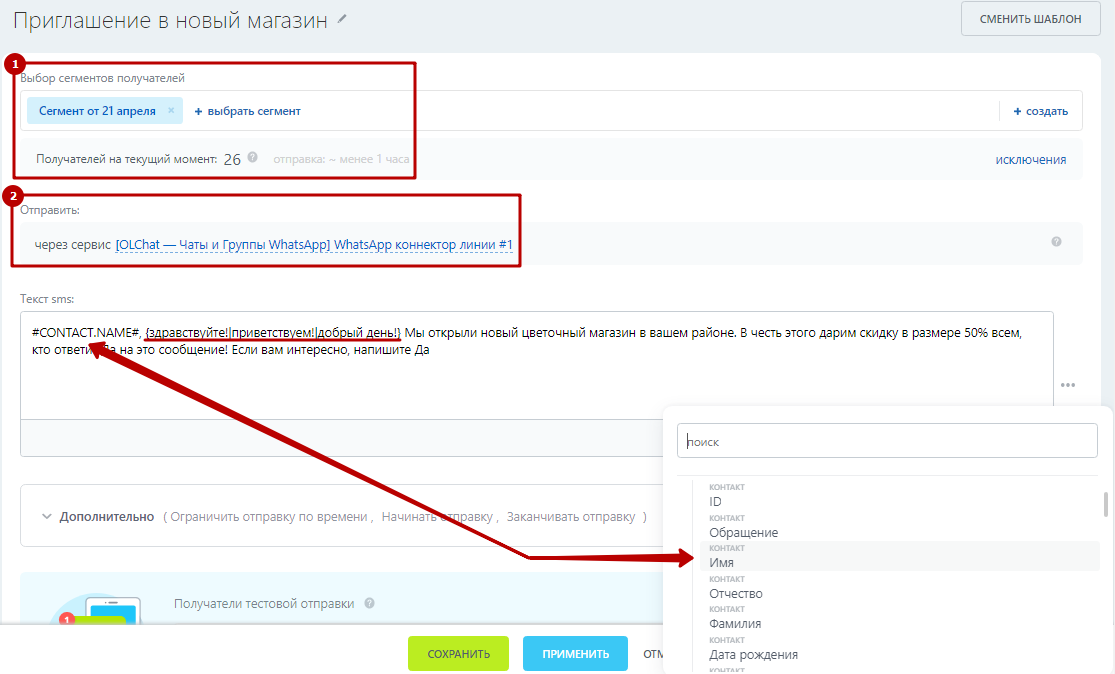 Приглашение в новый магазин
СМЕНИТЬ ШАБЛОН
1
Выбор сегментов получателей
Сегмент от 21 апреля × + выбрать сегмент + создать
Получателей на текущий момент: 26 ? отправка: ~ менее 1 часа исключения
2
Отправить:
через сервис [OLChat — Чаты и Группы WhatsApp] WhatsApp коннектор линии #1 ?
Текст sms:
#CONTACT.NAME#, {здравствуйте!|приветствуем!|добрый день!} Мы открыли новый цветочный магазин в вашем районе. В честь этого дарим скидку в размере 50% всем,
кто ответит Да на это сообщение! Если вам интересно, напишите Да
поиск
КОНТАКТ
ID
КОНТАКТ
Обращение
КОНТАКТ
Имя
КОНТАКТ
Отчество
КОНТАКТ
Фамилия
КОНТАКТ
Дата рождения
КОНТАКТ
Дополнительно ( Ограничить отправку по времени , Начинать отправку , Заканчивать отправку )
Получатели тестовой отправки ?
1
СОХРАНИТЬ ПРИМЕНИТЬ ОТМ